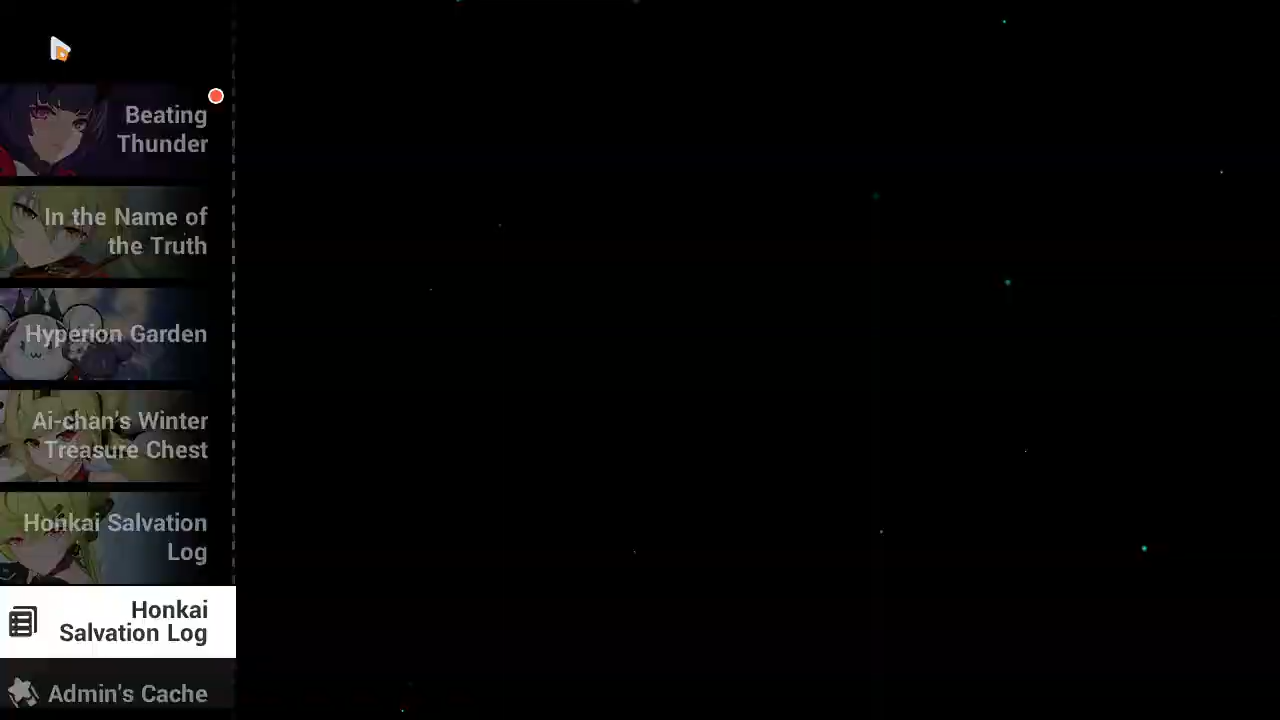 Beating
Thunder
In the Name of
the Truth
Hyperion Garden
Ai-chan's Winter
Treasure Chest
Honkai Salvation
Log
Honkai
Salvation Log
Admin's Cache